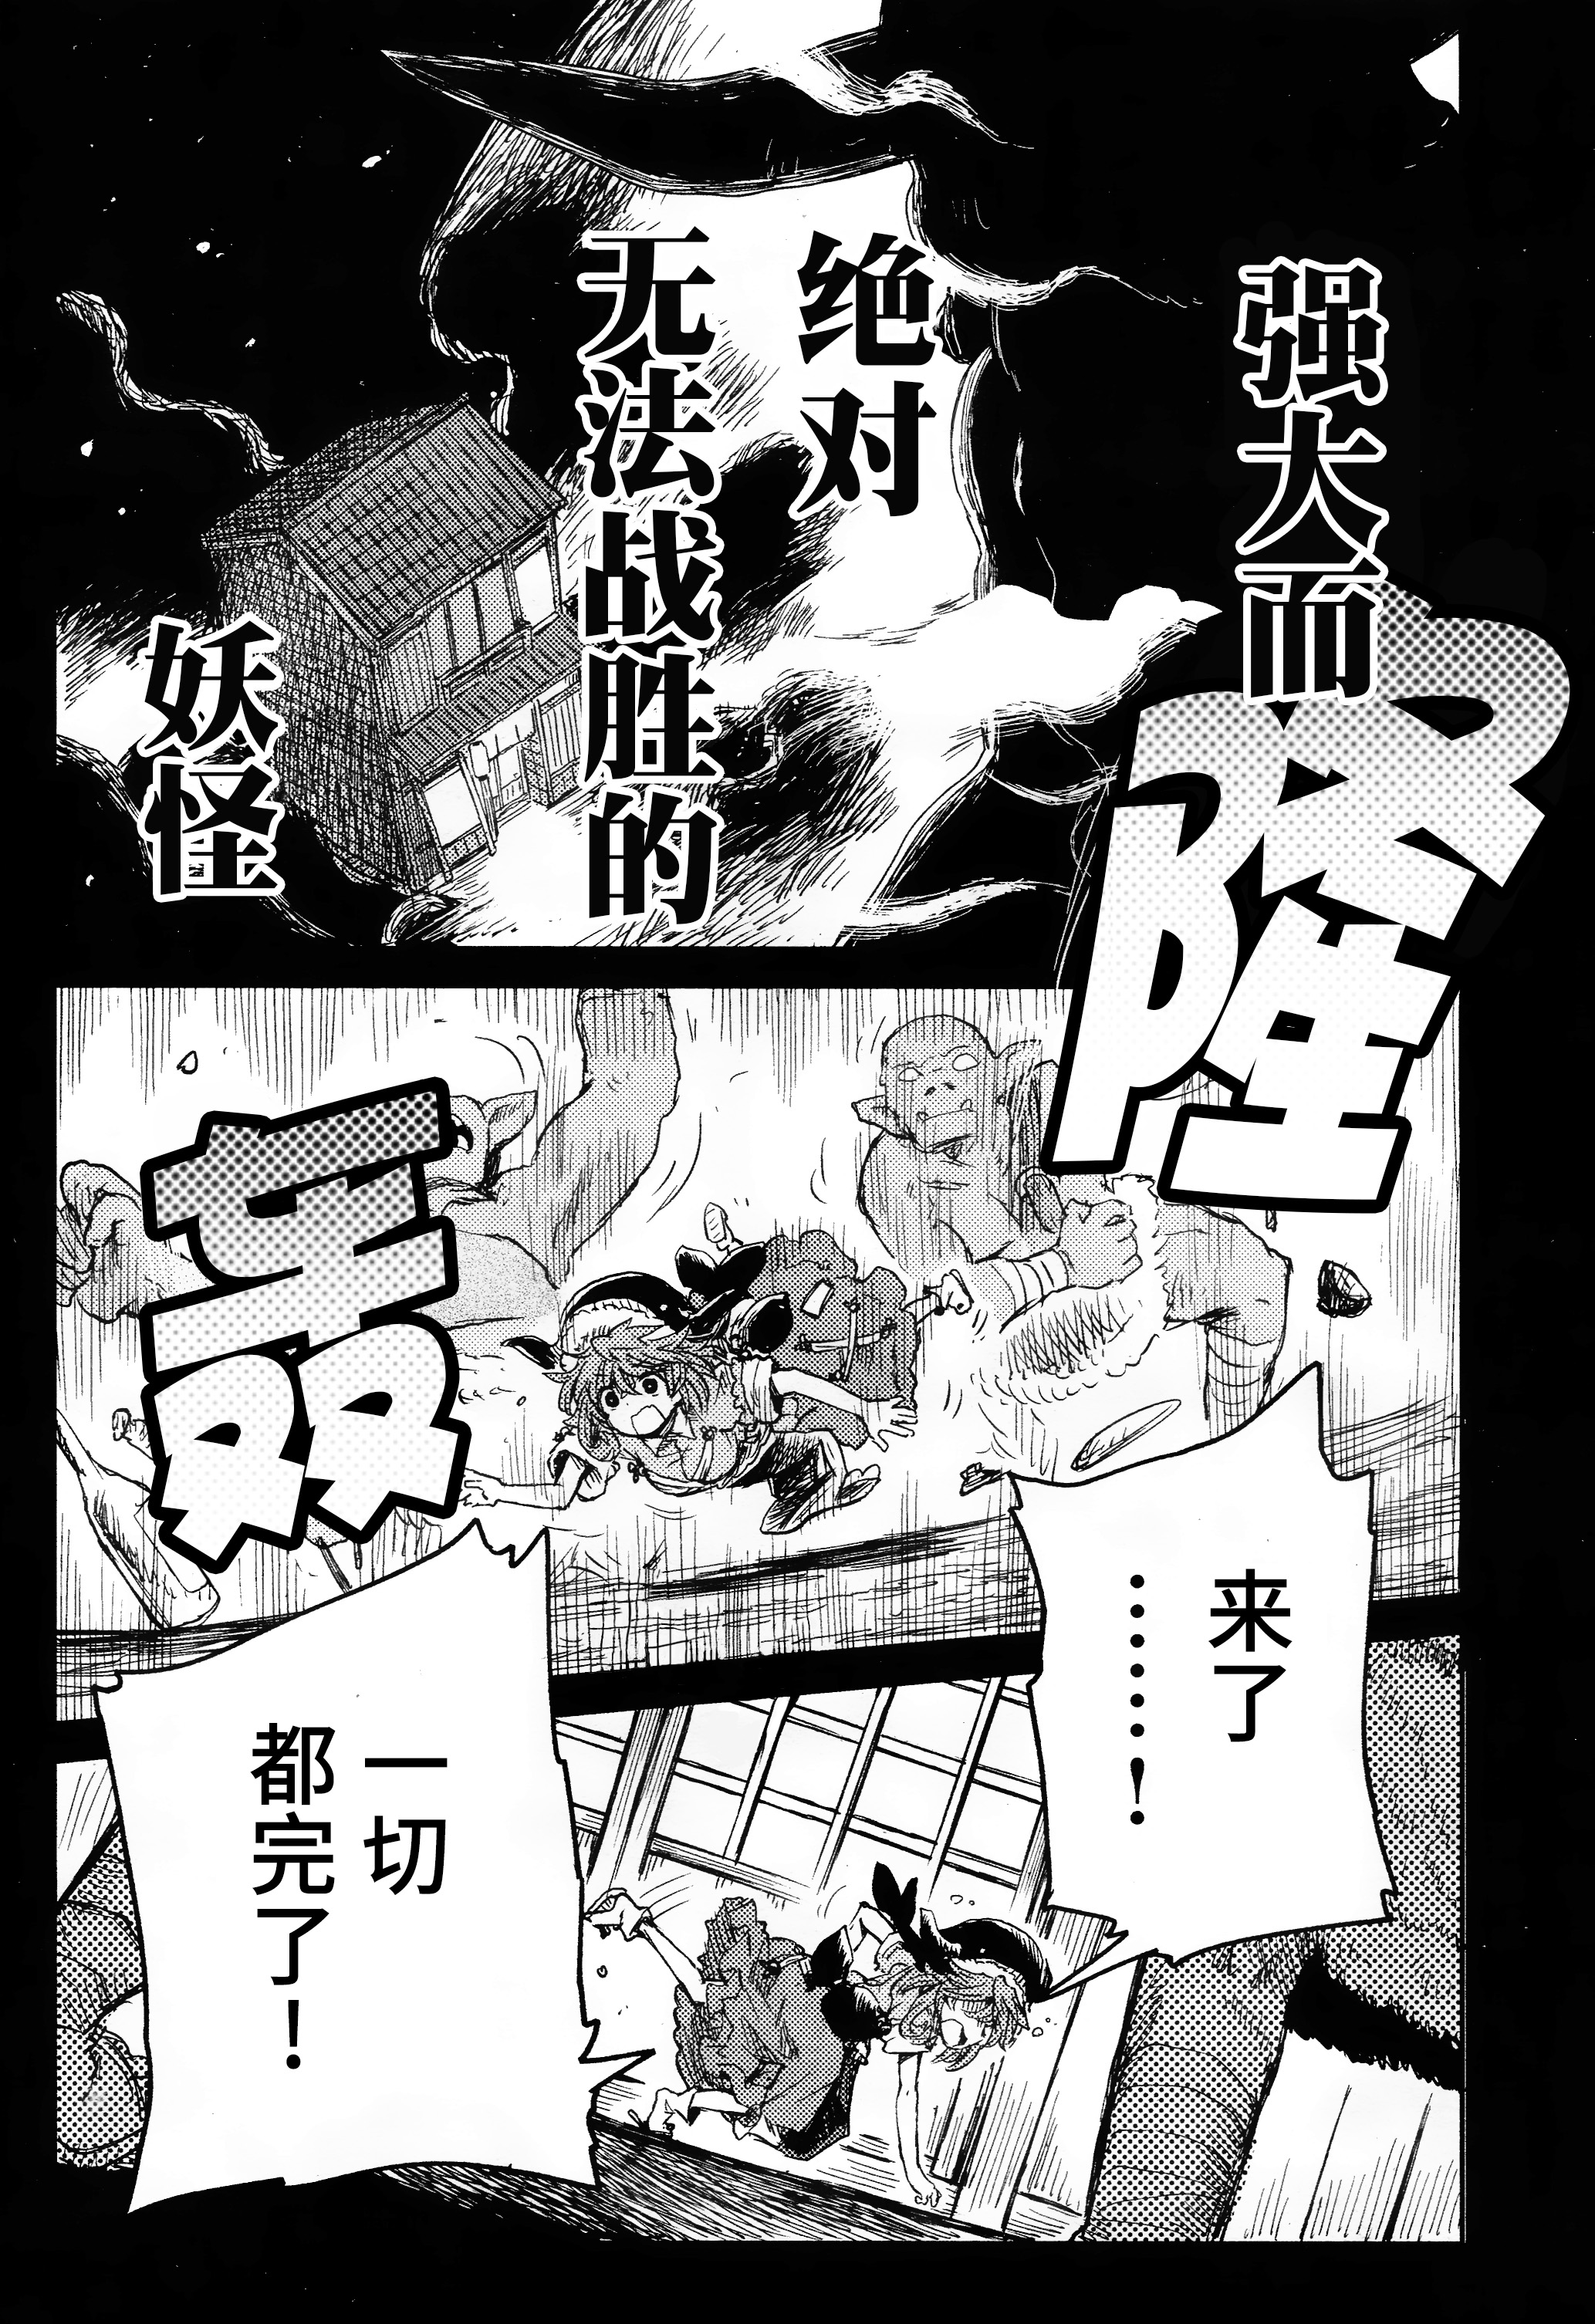 强大而
绝对
无法战胜的
妖怪
隆
轰
来了
………！
一切
都完了！